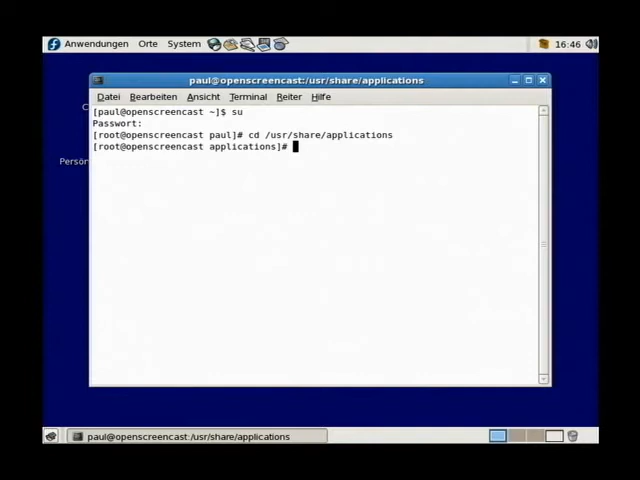 Anwendungen Orte System 16:46
paul@openscreencast:/usr/share/applications
Datei Bearbeiten Ansicht Terminal Reiter Hilfe
[paul@openscreencast ~]$ su
Passwort:
[root@openscreencast paul]# cd /usr/share/applications
[root@openscreencast applications]#
C
Persön
paul@openscreencast:/usr/share/applications